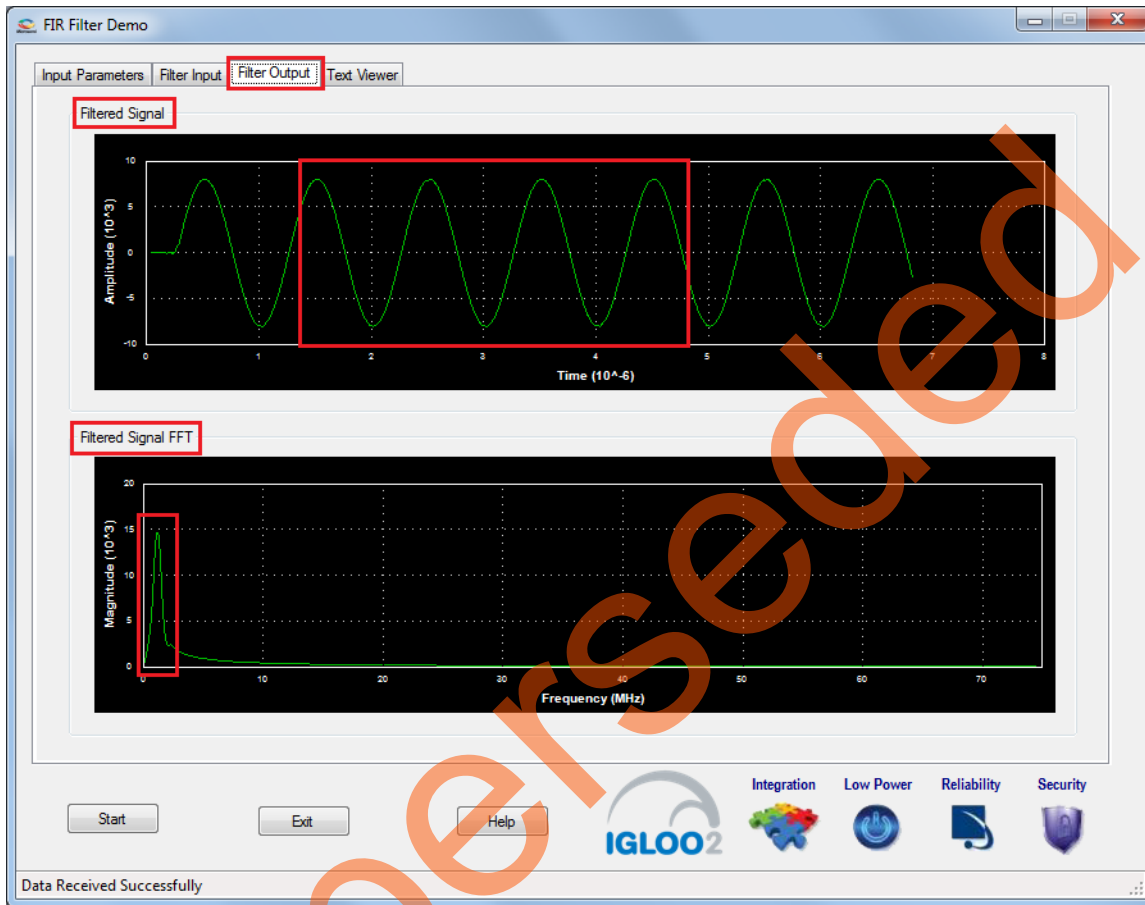 FIR Filter Demo
Input Parameters
Filter Input
Filter Output
Text Viewer
Filtered Signal
10
5
0
-5
-10
Amplitude (10^3)
0 1 2 3 4 5 6 7 8
Time (10^-6)
Filtered Signal FFT
20
15
10
5
0
Magnitude (10^3)
0 10 20 30 40 50 60 70
Frequency (MHz)
Start
Exit
Help
IGLOO2
Integration
Low Power
Reliability
Security
Data Received Successfully
perseded